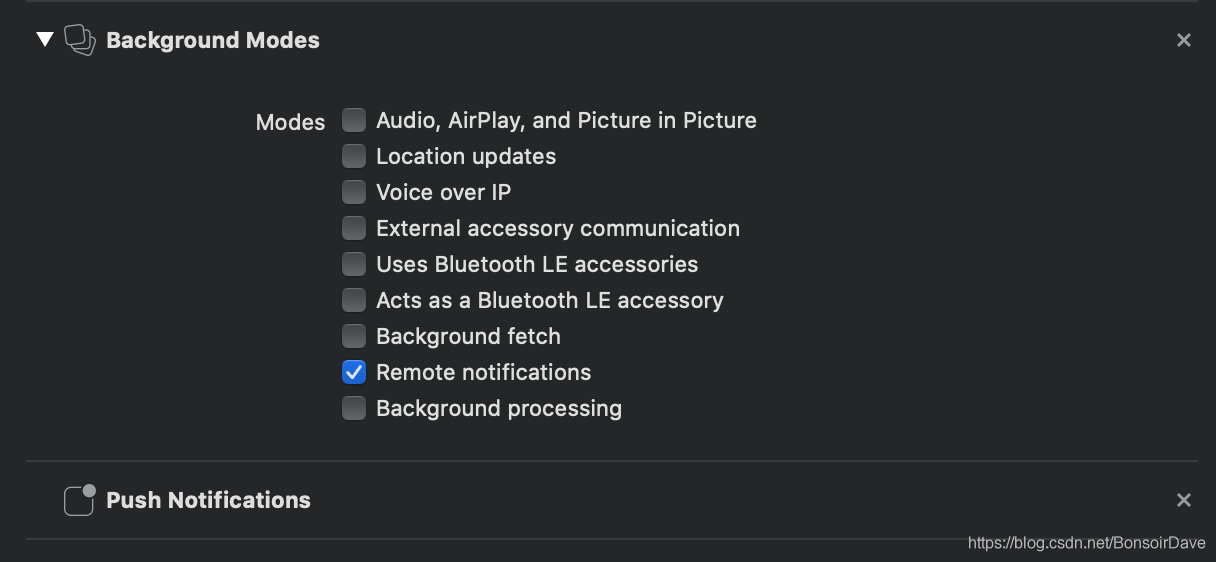 Background Modes
Modes
Audio, AirPlay, and Picture in Picture
Location updates
Voice over IP
External accessory communication
Uses Bluetooth LE accessories
Acts as a Bluetooth LE accessory
Background fetch
Remote notifications
Background processing
Push Notifications
https://blog.csdn.net/BonsoirDave